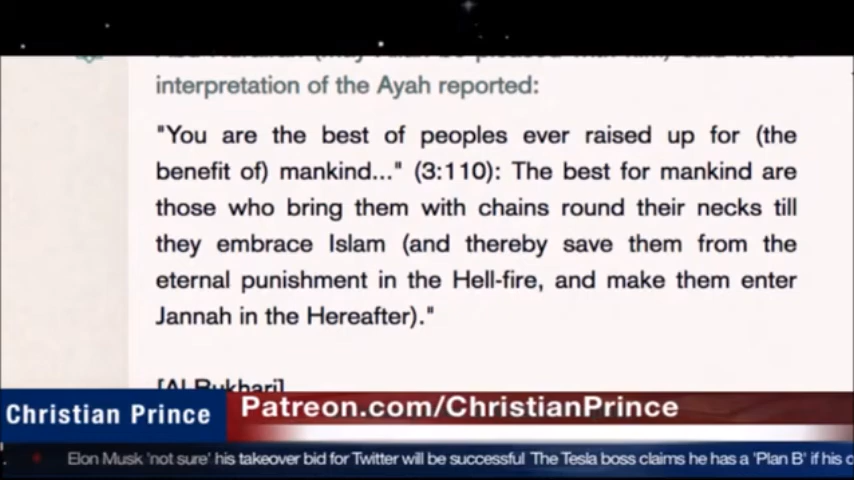 interpretation of the Ayah reported:
"You are the best of peoples ever raised up for (the
benefit of) mankind..." (3:110): The best for mankind are
those who bring them with chains round their necks till
they embrace Islam (and thereby save them from the
eternal punishment in the Hell-fire, and make them enter
Jannah in the Hereafter)."
[Al-Bukhari]
Christian Prince
Patreon.com/ChristianPrince
Elon Musk 'not sure' his takeover bid for Twitter will be successful The Tesla boss claims he has a 'Plan B' if his